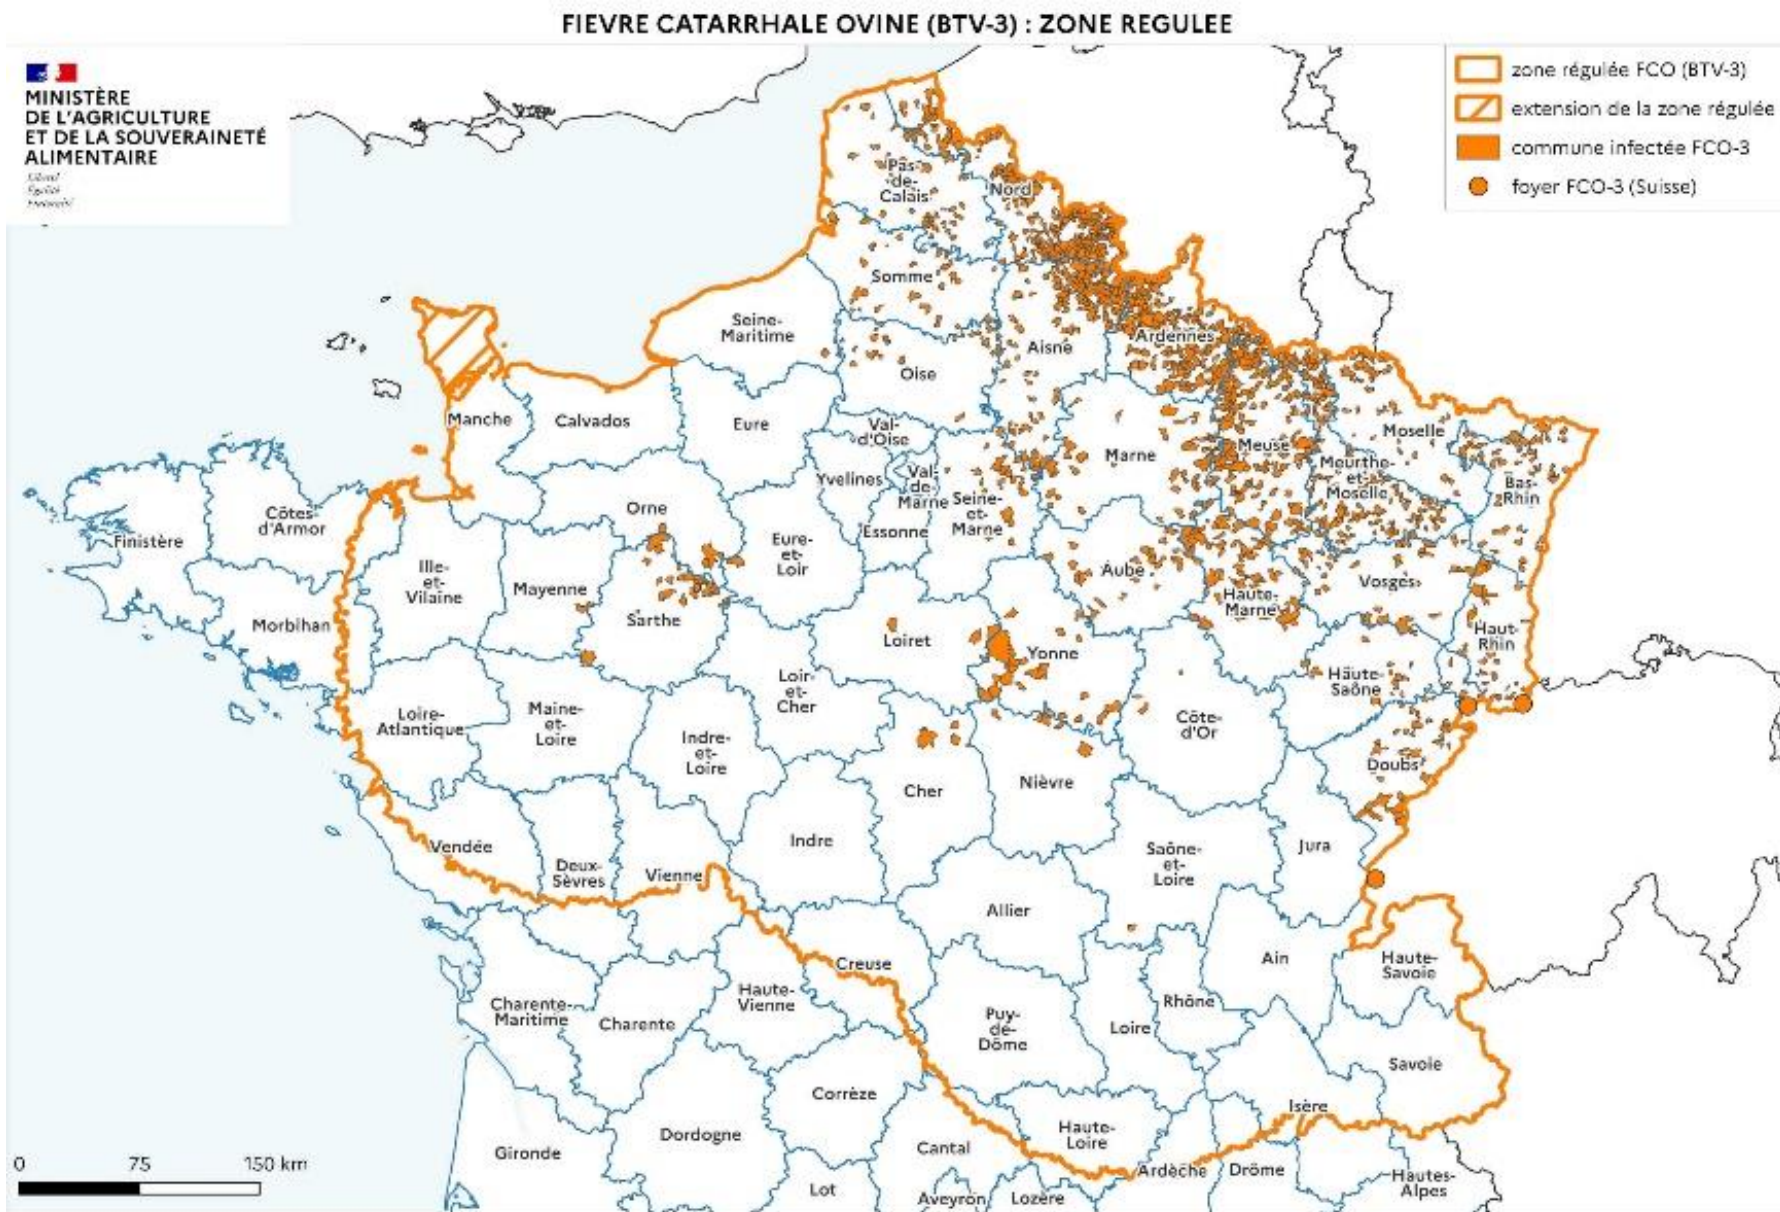 FIEVRE CATARRHALE OVINE (BTV-3) : ZONE REGULEE
MINISTÈRE
DE L'AGRICULTURE
ET DE LA SOUVERAINETÉ
ALIMENTAIRE
Liberté
Égalité
Fraternité
zone régulée FCO (BTV-3)
extension de la zone régulée
commune infectée FCO-3
foyer FCO-3 (Suisse)
Pas-
de-
Calais
Nord
Somme
Seine-
Maritime
Aisne
Ardennes
Oise
Manche
Calvados
Eure
Val-
d'Oise
Marne
Meuse
Moselle
Meurthe-
et-
Moselle
Bas-
Rhin
Yvelines
Val-
de-
Marne
Seine-
et-
Marne
Essonne
Orne
Finistère
Côtes-
d'Armor
Ille-
et-
Vilaine
Mayenne
Eure-
et-
Loir
Aube
Haute-
Marne
Vosges
Morbihan
Sarthe
Loiret
Yonne
Haut-
Rhin
Haute-
Saône
Loir-
et-
Cher
Loire-
Atlantique
Maine-
et-
Loire
Indre-
et-
Loire
Côte-
d'Or
Doubs
Cher
Nièvre
Vendée
Deux-
Sèvres
Vienne
Indre
Saône-
et-
Loire
Jura
Allier
Creuse
Ain
Haute-
Savoie
Charente-
Maritime
Charente
Haute-
Vienne
Puy-
de-
Dôme
Loire
Rhône
Savoie
Corrèze
Isère
Gironde
Dordogne
Cantal
Haute-
Loire
Ardèche
Drôme
Hautes-
Alpes
Lot
Aveyron
Lozère
0 75 150 km